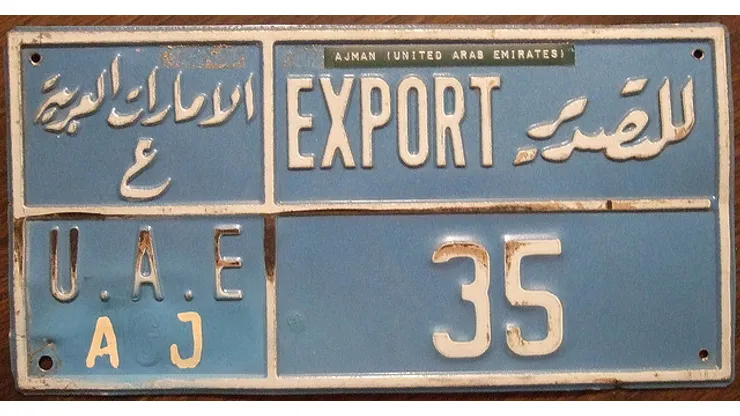 AJMAN (UNITED ARAB EMIRATES)
الامارات العربية
ع
EXPORT للتصدير
U.A.E
AJ
35